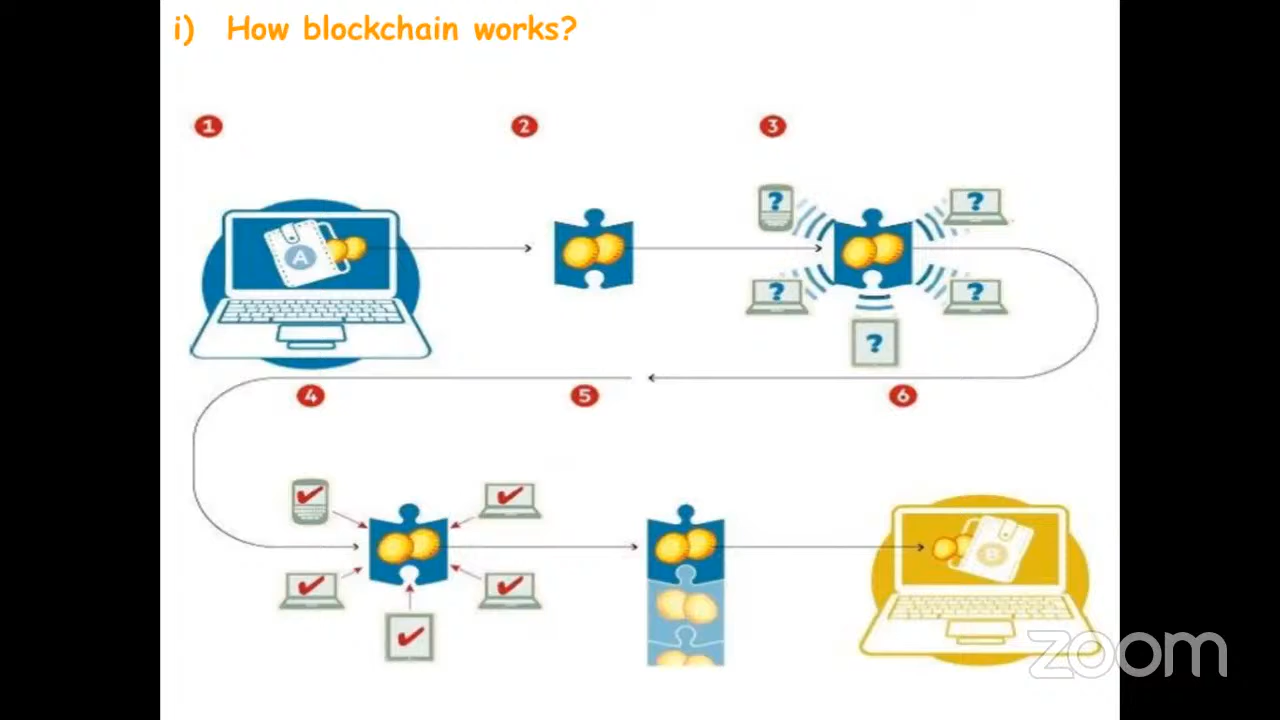 i) How blockchain works?
1 2 3
A
? ?
? ?
?
4 5 6
B
zoom